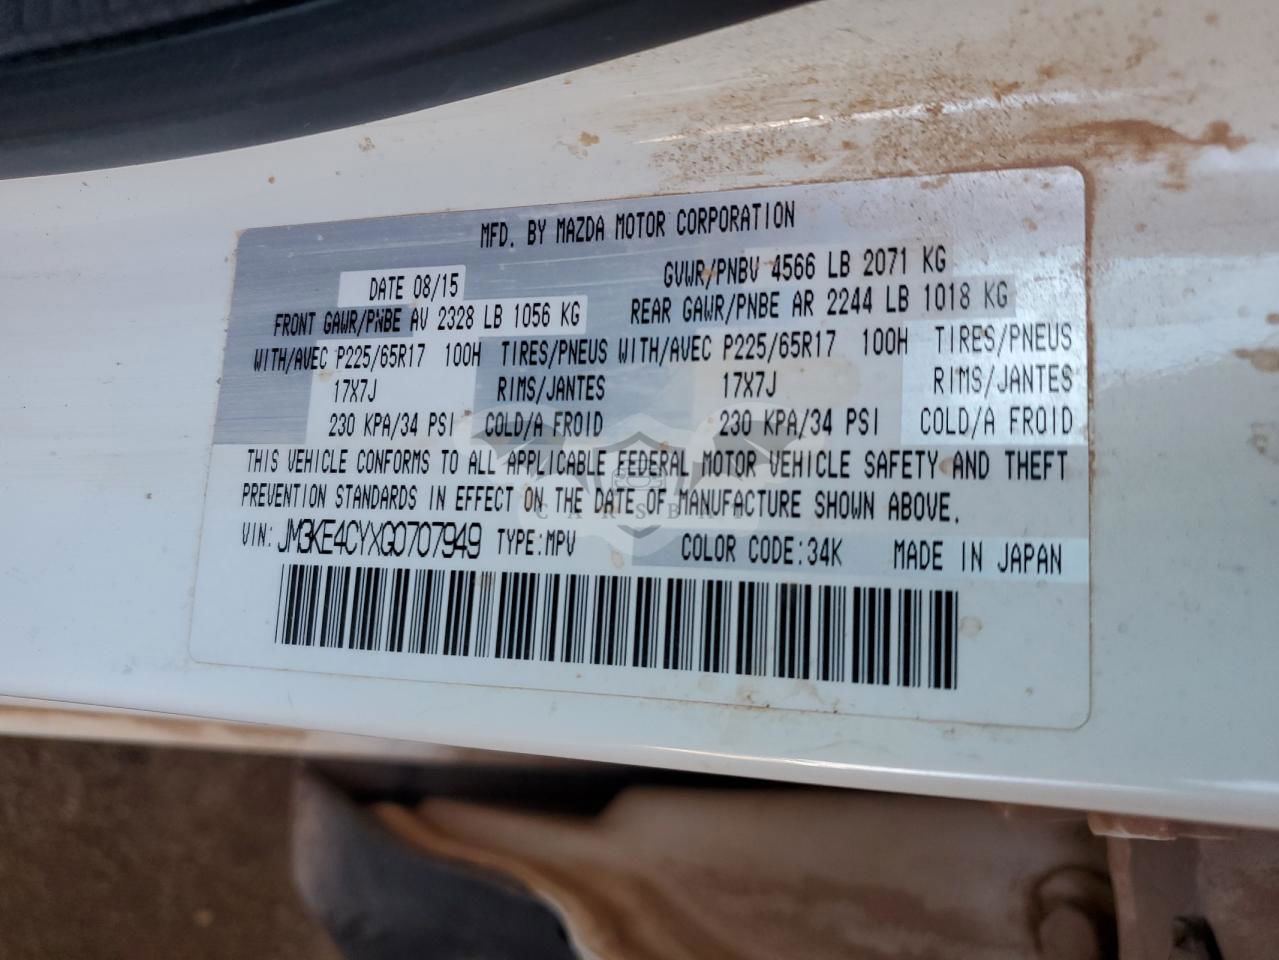 MFD. BY MAZDA MOTOR CORPORATION
DATE 08/15 GVWR/PNBV 4566 LB 2071 KG
FRONT GAWR/PNBE AV 2328 LB 1056 KG REAR GAWR/PNBE AR 2244 LB 1018 KG
WITH/AVEC P225/65R17 100H TIRES/PNEUS WITH/AVEC P225/65R17 100H TIRES/PNEUS
17X7J RIMS/JANTES 17X7J RIMS/JANTES
230 KPA/34 PSI COLD/A FROID 230 KPA/34 PSI COLD/A FROID
THIS VEHICLE CONFORMS TO ALL APPLICABLE FEDERAL MOTOR VEHICLE SAFETY AND THEFT
PREVENTION STANDARDS IN EFFECT ON THE DATE OF MANUFACTURE SHOWN ABOVE.
CARSBAT
VIN: JM3KE4CYXG0707949 TYPE:MPV COLOR CODE:34K MADE IN JAPAN